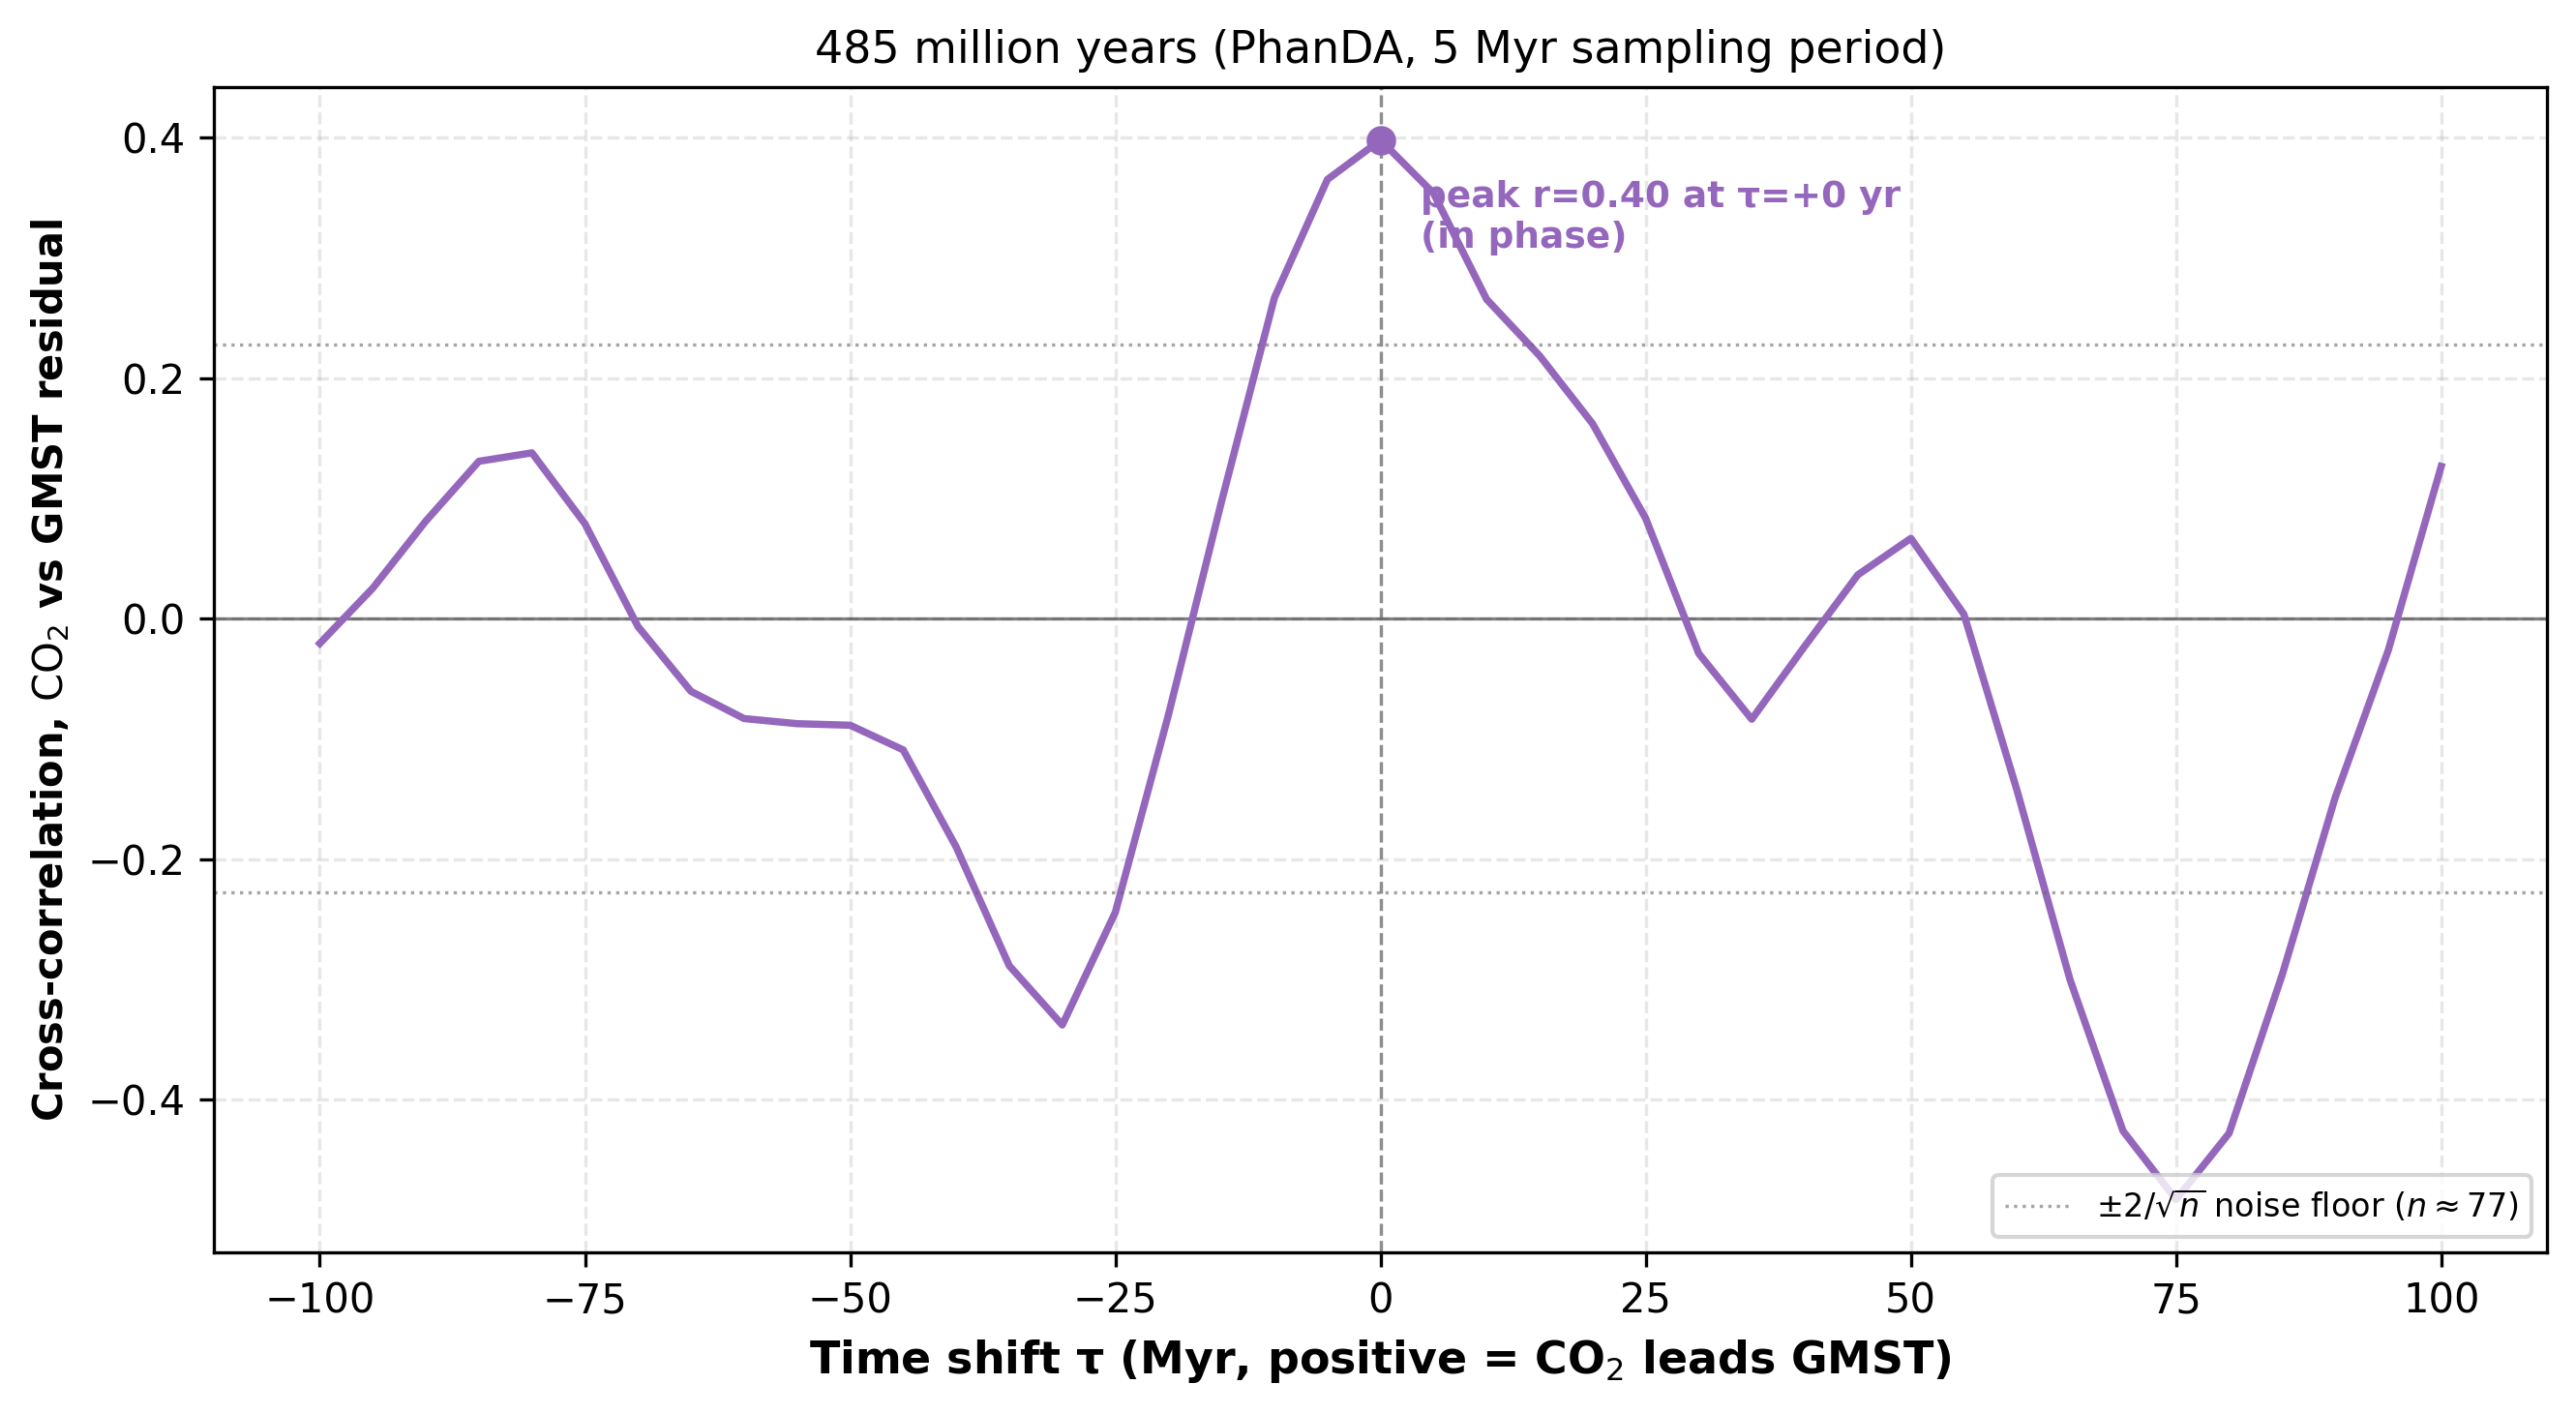 485 million years (PhanDA, 5 Myr sampling period)
Cross-correlation, CO₂ vs GMST residual
0.4
0.2
0.0
−0.2
−0.4
peak r=0.40 at τ=+0 yr
(in phase)
±2/√n noise floor (n ≈ 77)
−100 −75 −50 −25 0 25 50 75 100
Time shift τ (Myr, positive = CO₂ leads GMST)